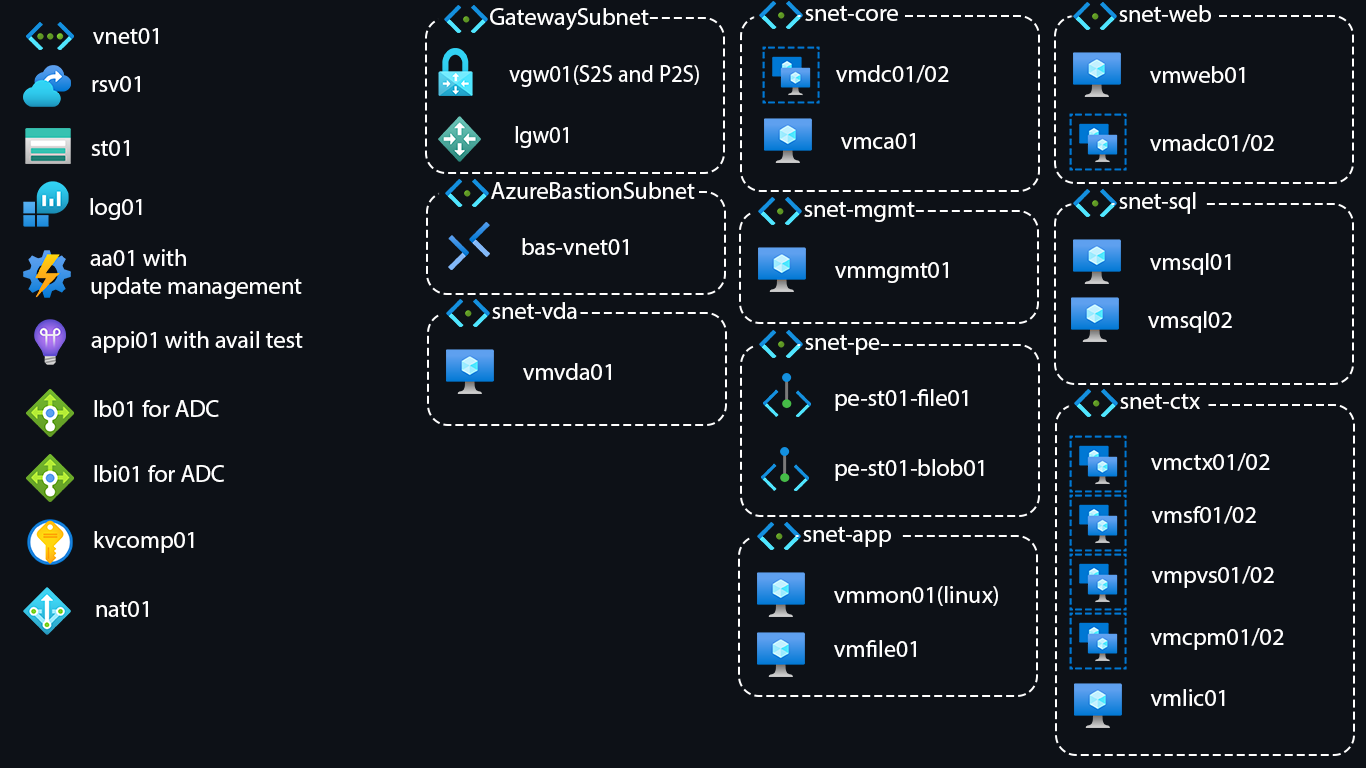 vnet01
rsv01
st01
log01
aa01 with
update management
appi01 with avail test
lb01 for ADC
lbi01 for ADC
kvcomp01
nat01
GatewaySubnet
vgw01(S2S and P2S)
lgw01
AzureBastionSubnet
bas-vnet01
snet-vda
vmvda01
snet-core
vmdc01/02
vmca01
snet-mgmt
vmmgmt01
snet-pe
pe-st01-file01
pe-st01-blob01
snet-app
vmmon01(linux)
vmfile01
snet-web
vmweb01
vmadc01/02
snet-sql
vmsql01
vmsql02
snet-ctx
vmctx01/02
vmsf01/02
vmpvs01/02
vmcpm01/02
vmlic01